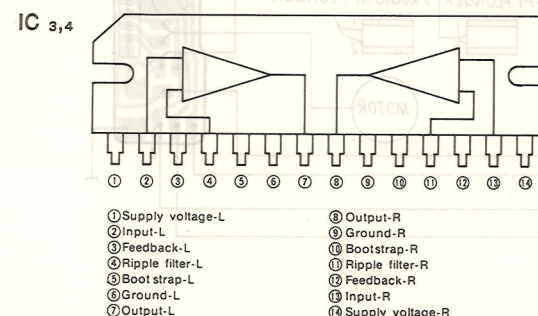 IC 3,4
① ② ③ ④ ⑤ ⑥ ⑦ ⑧ ⑨ ⑩ ⑪ ⑫ ⑬ ⑭
①Supply voltage-L
②Input-L
③Feedback-L
④Ripple filter-L
⑤Boot strap-L
⑥Ground-L
⑦Output-L
⑧Output-R
⑨Ground-R
⑩Bootstrap-R
⑪Ripple filter-R
⑫Feedback-R
⑬Input-R
⑭Supply voltage-R
MOTOR